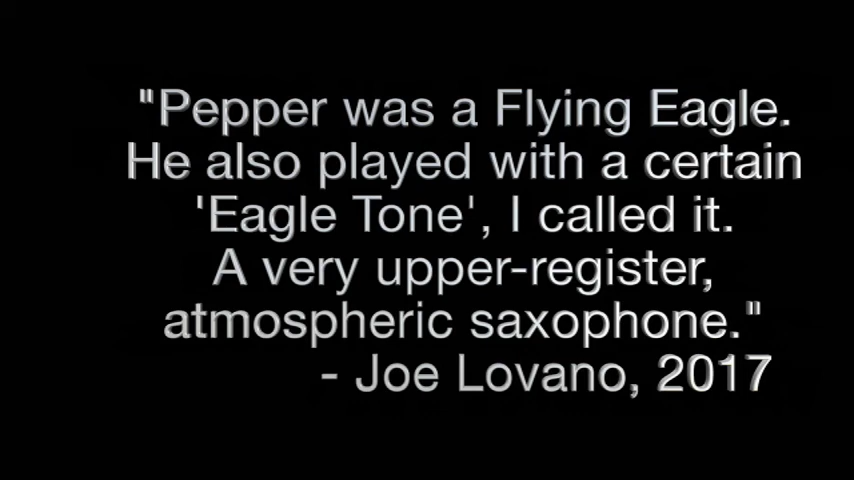 "Pepper was a Flying Eagle.
He also played with a certain
'Eagle Tone', I called it.
A very upper-register,
atmospheric saxophone."
- Joe Lovano, 2017